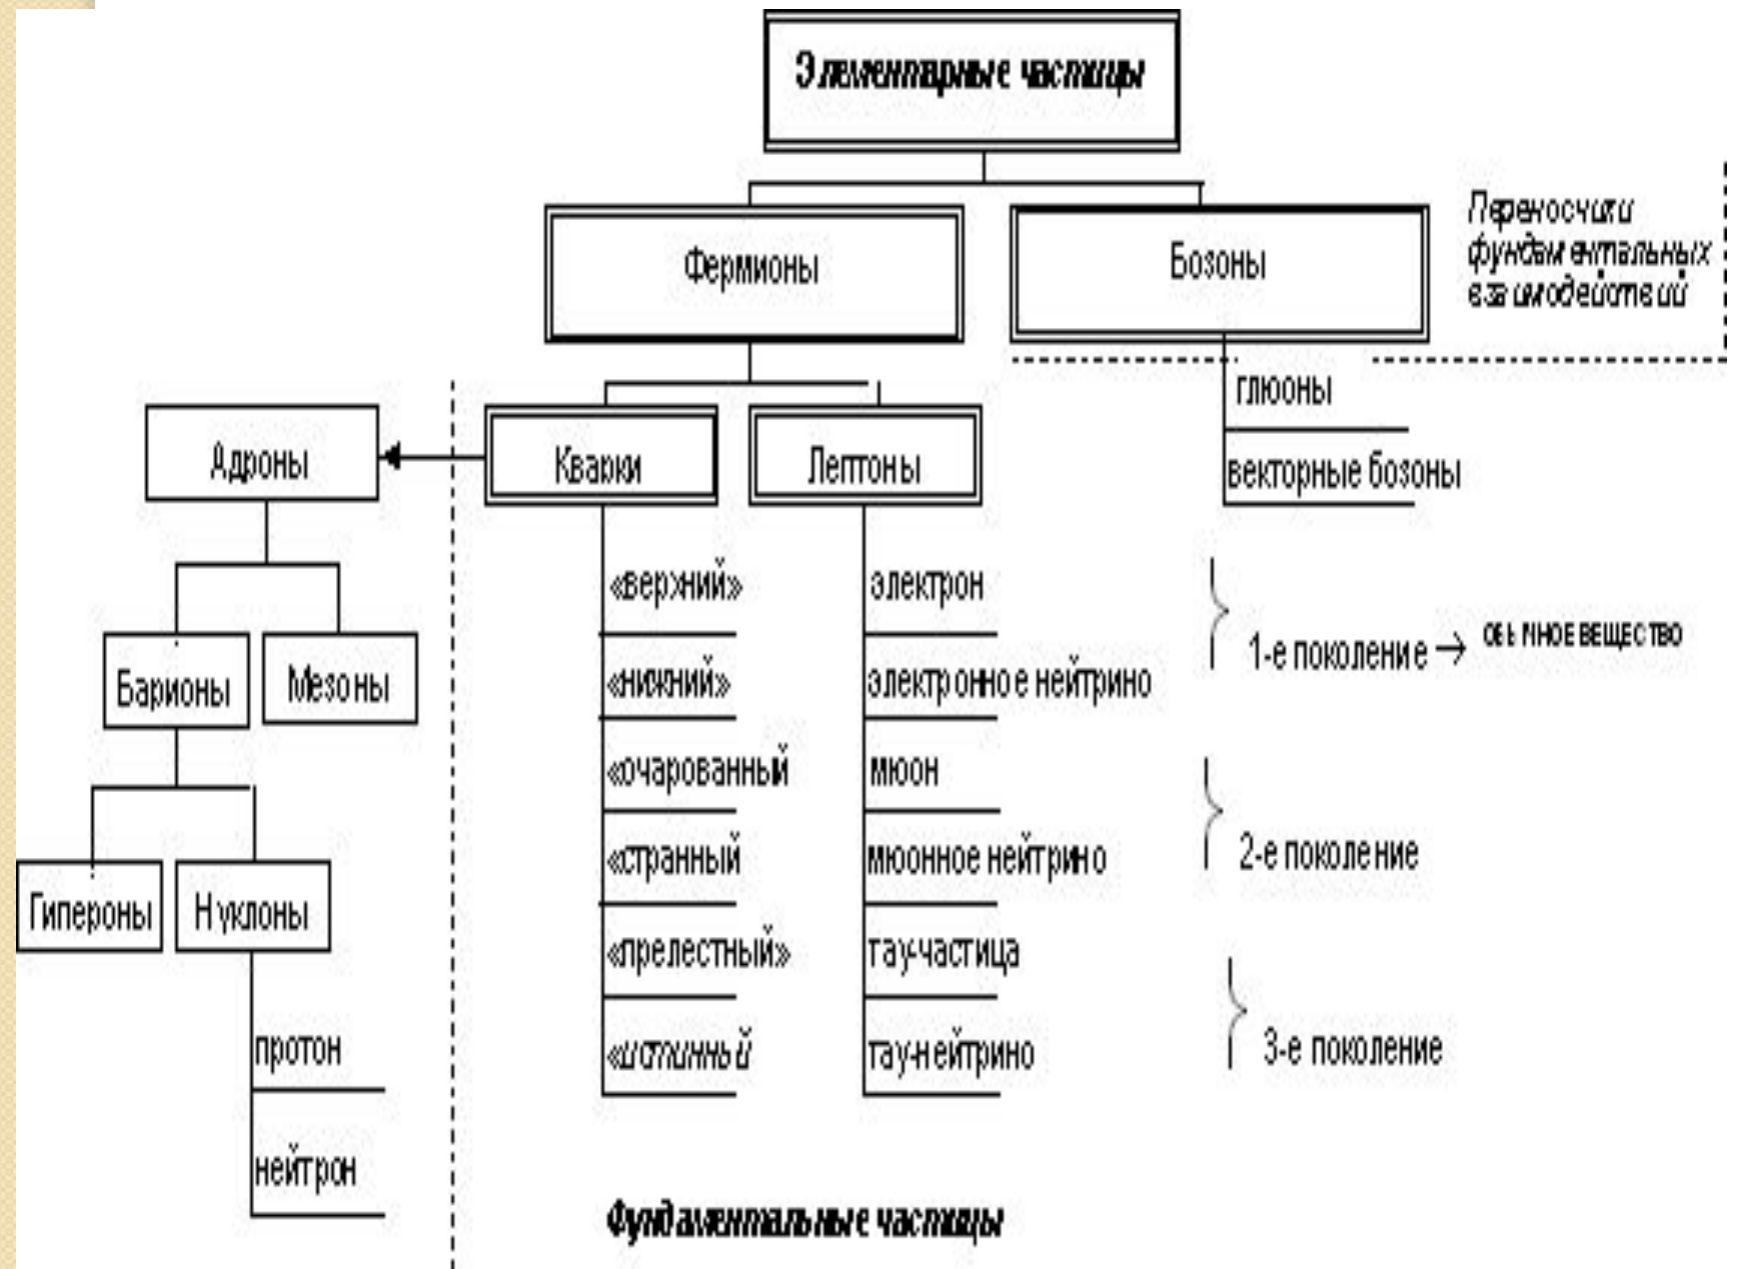 Элементарные частицы
Фермионы
Бозоны
Переносчики
фундаментальных
взаимодействий
глюоны
векторные бозоны
Адроны
Кварки
Лептоны
Барионы
Мезоны
Гипероны
Нуклоны
протон
нейтрон
«верхний»
«нижний»
«очарованный
«странный
«прелестный»
«истинный
электрон
электронное нейтрино
мюон
мюонное нейтрино
тау-частица
тау-нейтрино
1-е поколение → ОБЫЧНОЕ ВЕЩЕСТВО
2-е поколение
3-е поколение
Фундаментальные частицы